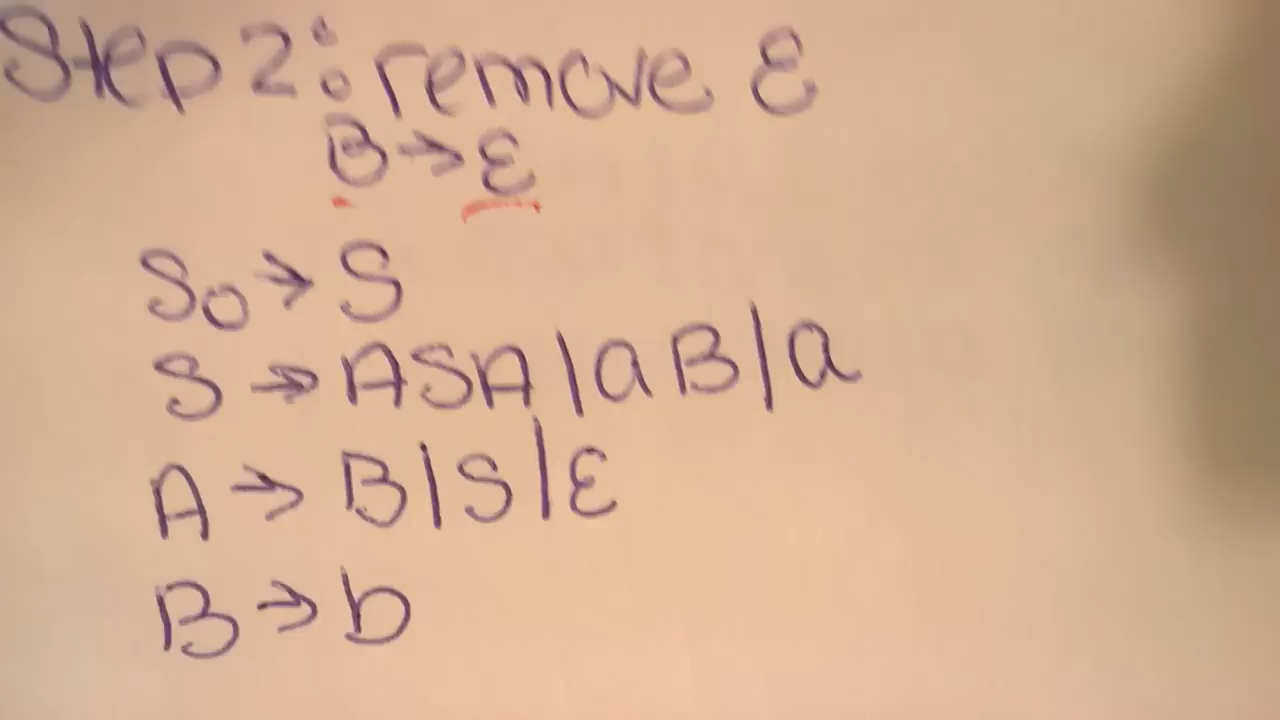 Step 2: remove ε
B → ε
S₀ → S
S → ASA | aB | a
A → B | S | ε
B → b